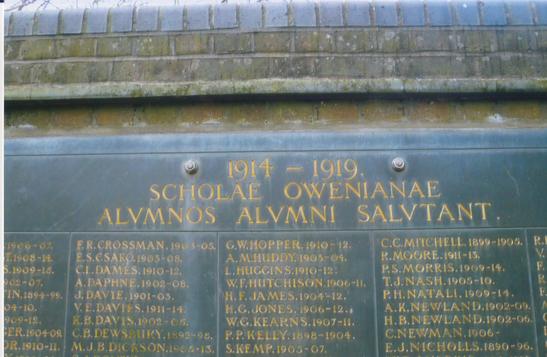 1914 – 1919.
SCHOLAE OWENIANAE
ALVMNOS ALVMNI SALVTANT.
F.R. CROSSMAN. 1903-05.
E.S. CSAKÓ. 1903-08.
C.I. DAMES. 1910-12.
A. DAPHNE. 1902-08.
J. DAVIE. 1901-03.
V.E. DAVIES. 1911-14.
K.B. DAVIS. 1902-05.
C.B. DEWSBURY. 1892-98.
M.J.B. DICKSON.
G.W. HOPPER. 1910-12.
A.M. HUDDY. 1903-04.
L. HUGGINS. 1910-12.
W.F. HUTCHISON. 1906-11.
H.F. JAMES. 1904-12.
H.G. JONES. 1906-12.
W.G. KEARNS. 1907-11.
P.P. KELLY. 1898-1904.
S. KEMP. 1903-07.
C.C. MITCHELL. 1899-1905.
R. MOORE. 1911-13.
P.S. MORRIS. 1909-14.
T.J. NASH. 1905-10.
P.H. NATALI. 1909-14.
A.K. NEWLAND. 1902-09.
H.B. NEWLAND. 1902-06.
C. NEWMAN. 1906-
E.J. NICHOLLS. 1890-96.